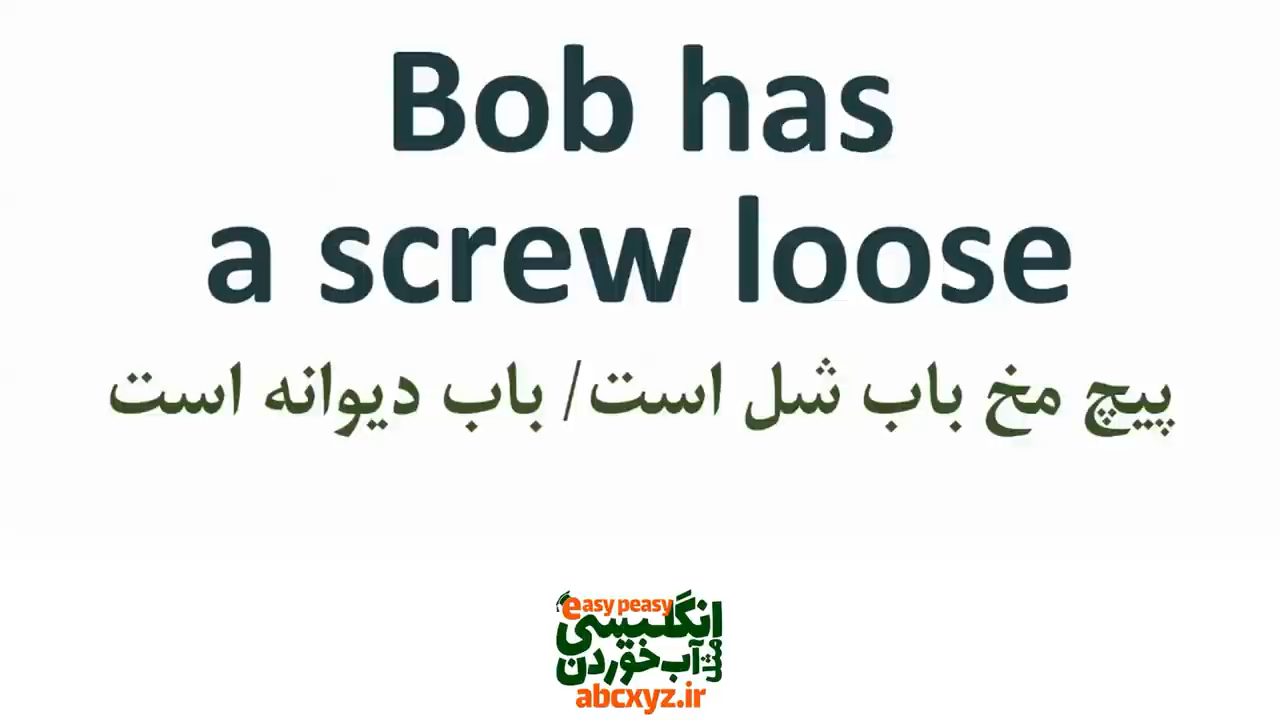 Bob has
a screw loose
پیچ مخ باب شل است/ باب دیوانه است
easy peasy
انگلیسی
مثل آب خوردن
abcxyz.ir